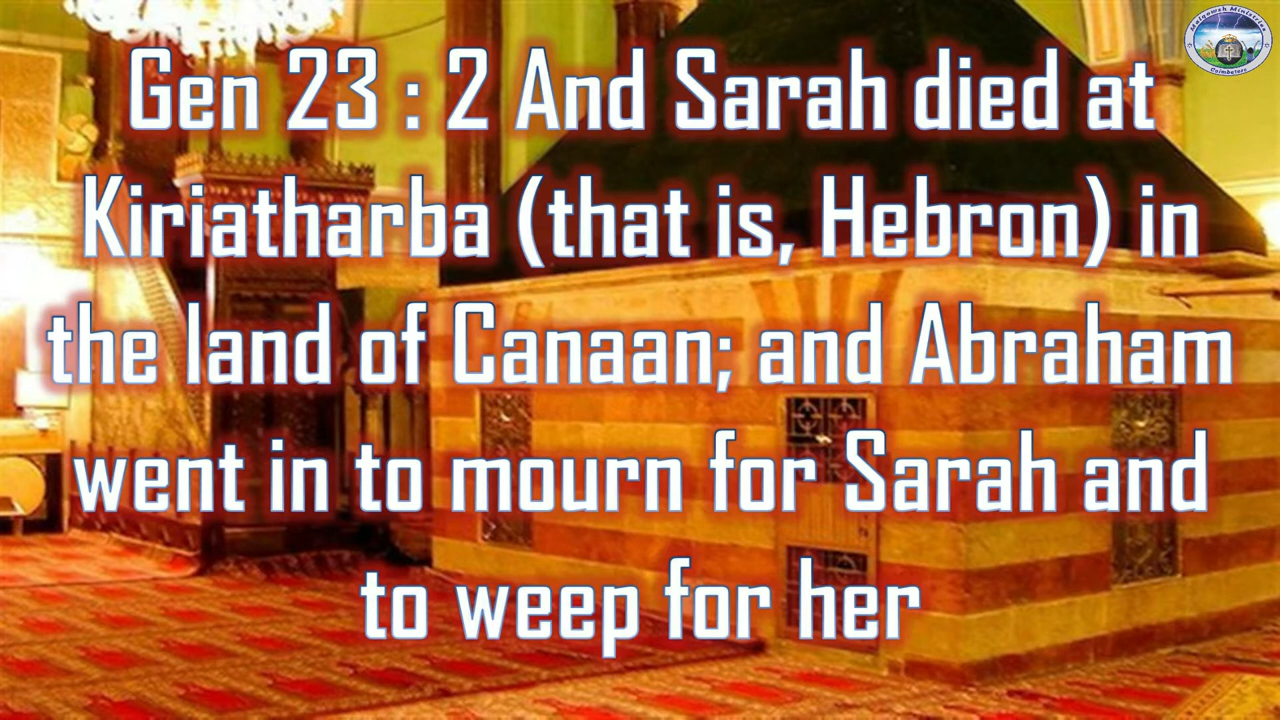 Gen 23 : 2 And Sarah died at
Kiriatharba (that is, Hebron) in
the land of Canaan; and Abraham
went in to mourn for Sarah and
to weep for her
Coimbatore